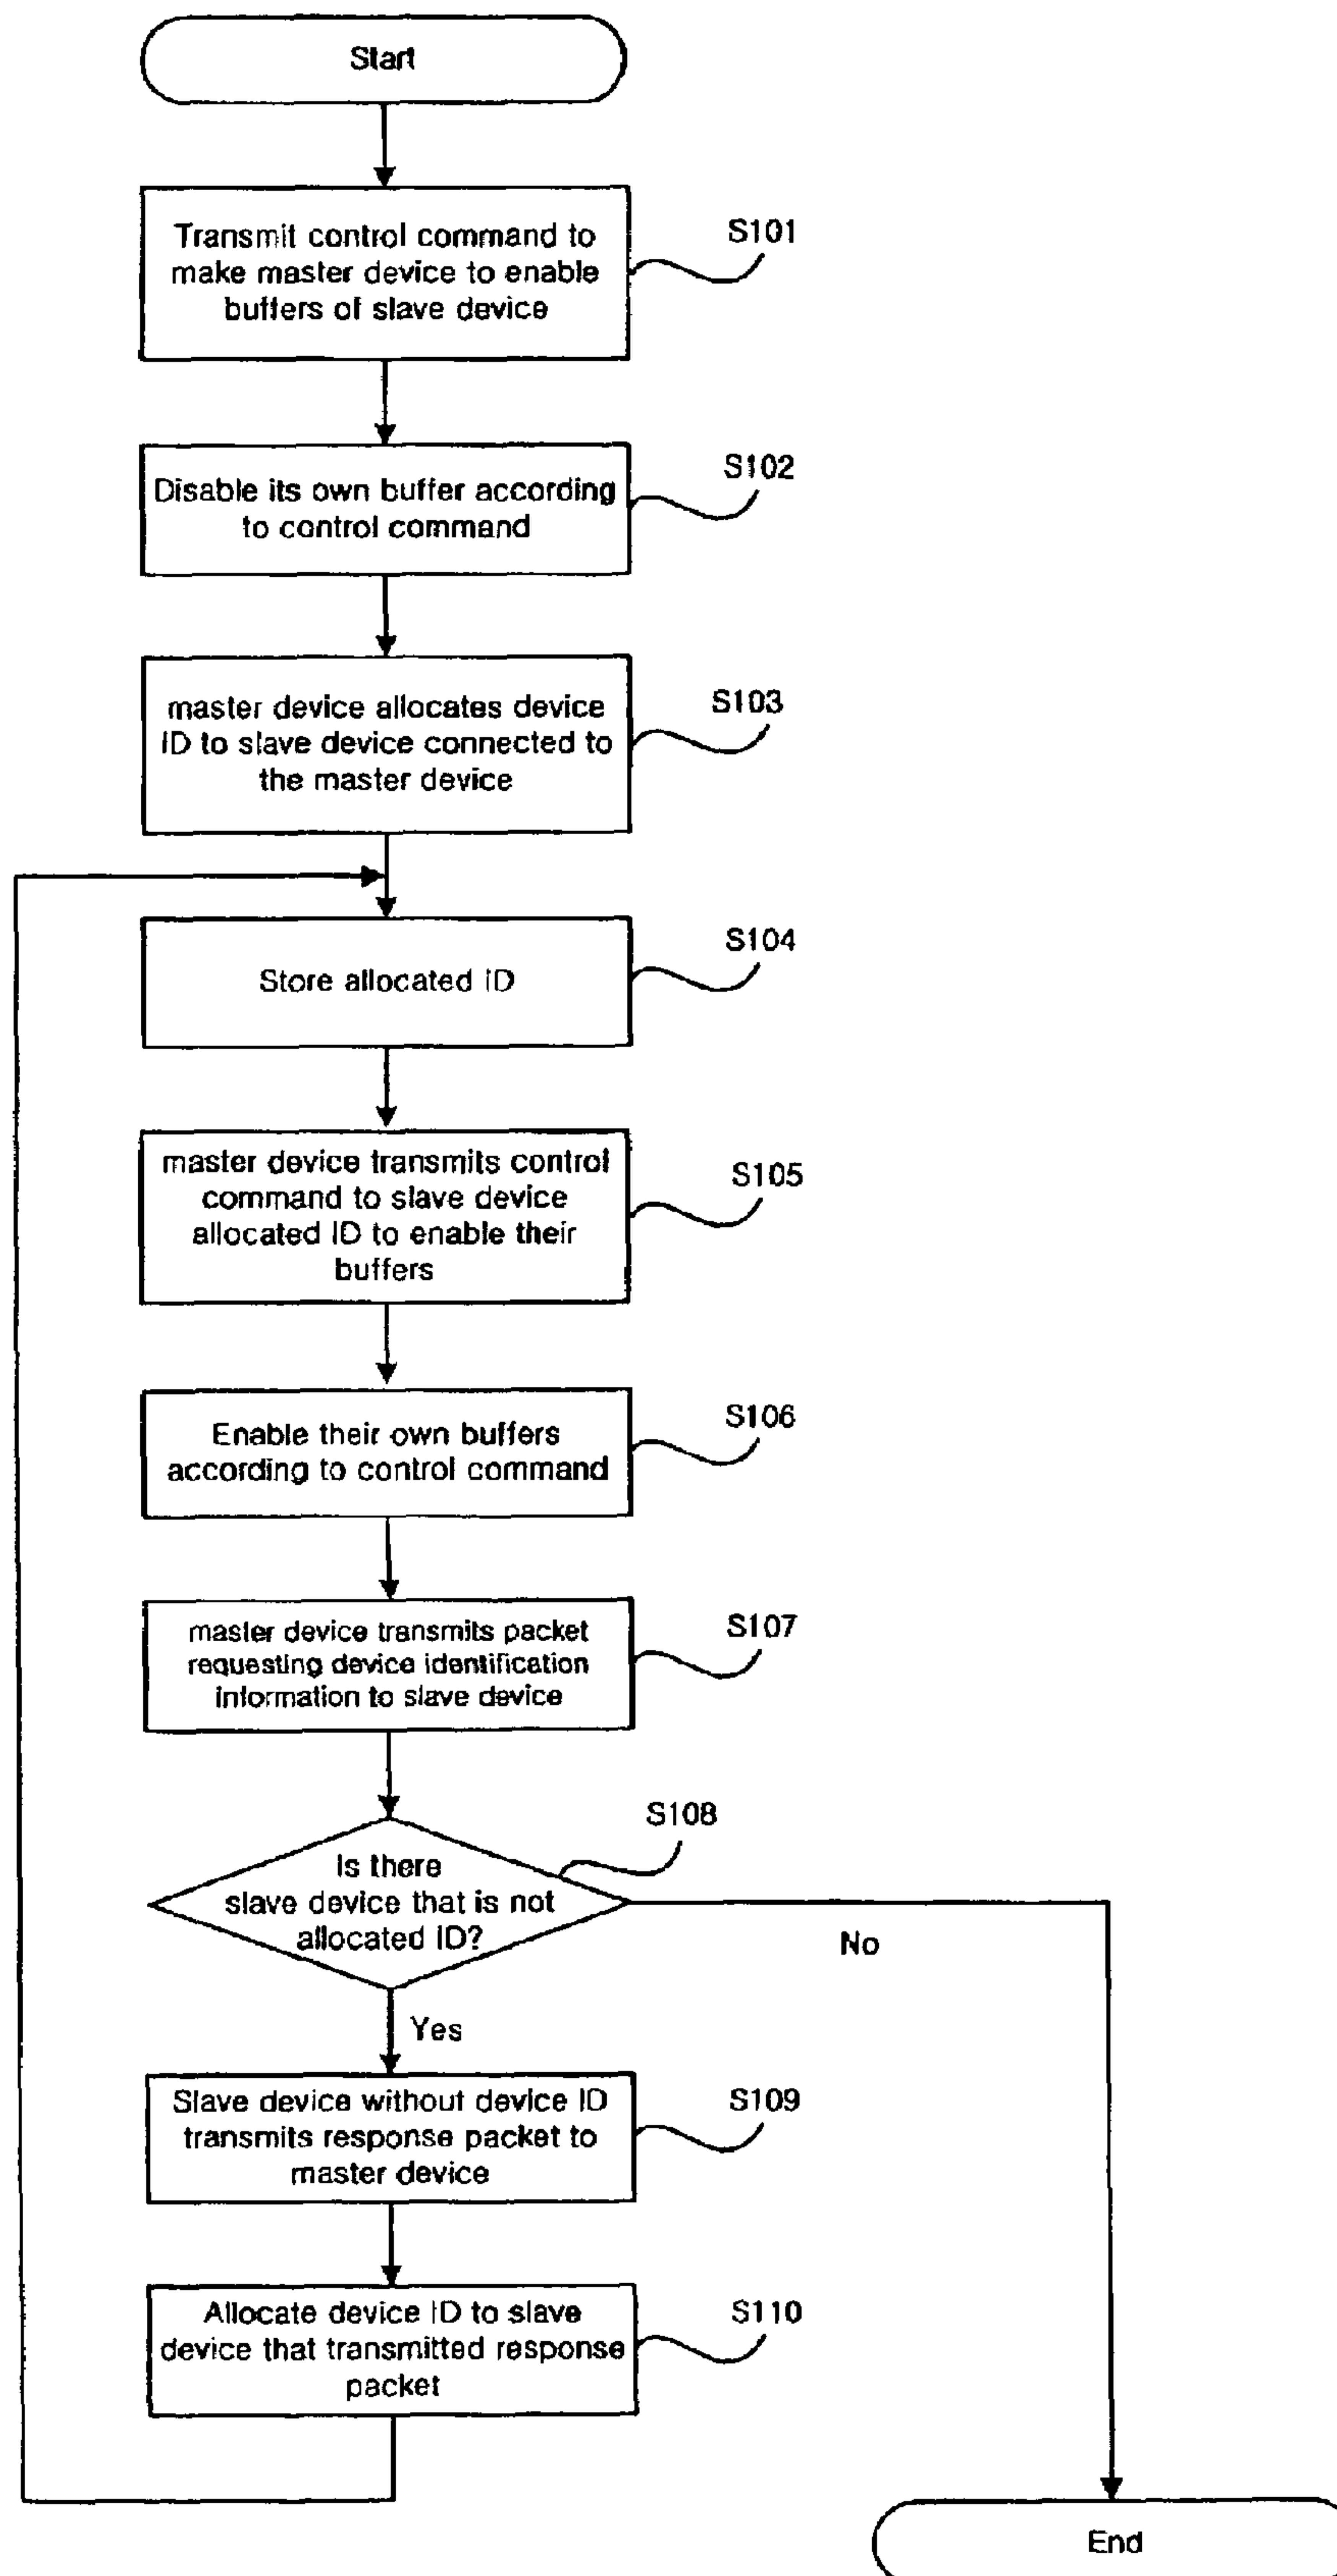 Start
Transmit control command to
make master device to enable
buffers of slave device
S101
Disable its own buffer according
to control command
S102
master device allocates device
ID to slave device connected to
the master device
S103
Store allocated ID
S104
master device transmits control
command to slave device
allocated ID to enable their
buffers
S105
Enable their own buffers
according to control command
S106
master device transmits packet
requesting device identification
information to slave device
S107
Is there
slave device that is not
allocated ID?
S108
No
Yes
Slave device without device ID
transmits response packet to
master device
S109
Allocate device ID to slave
device that transmitted response
packet
S110
End